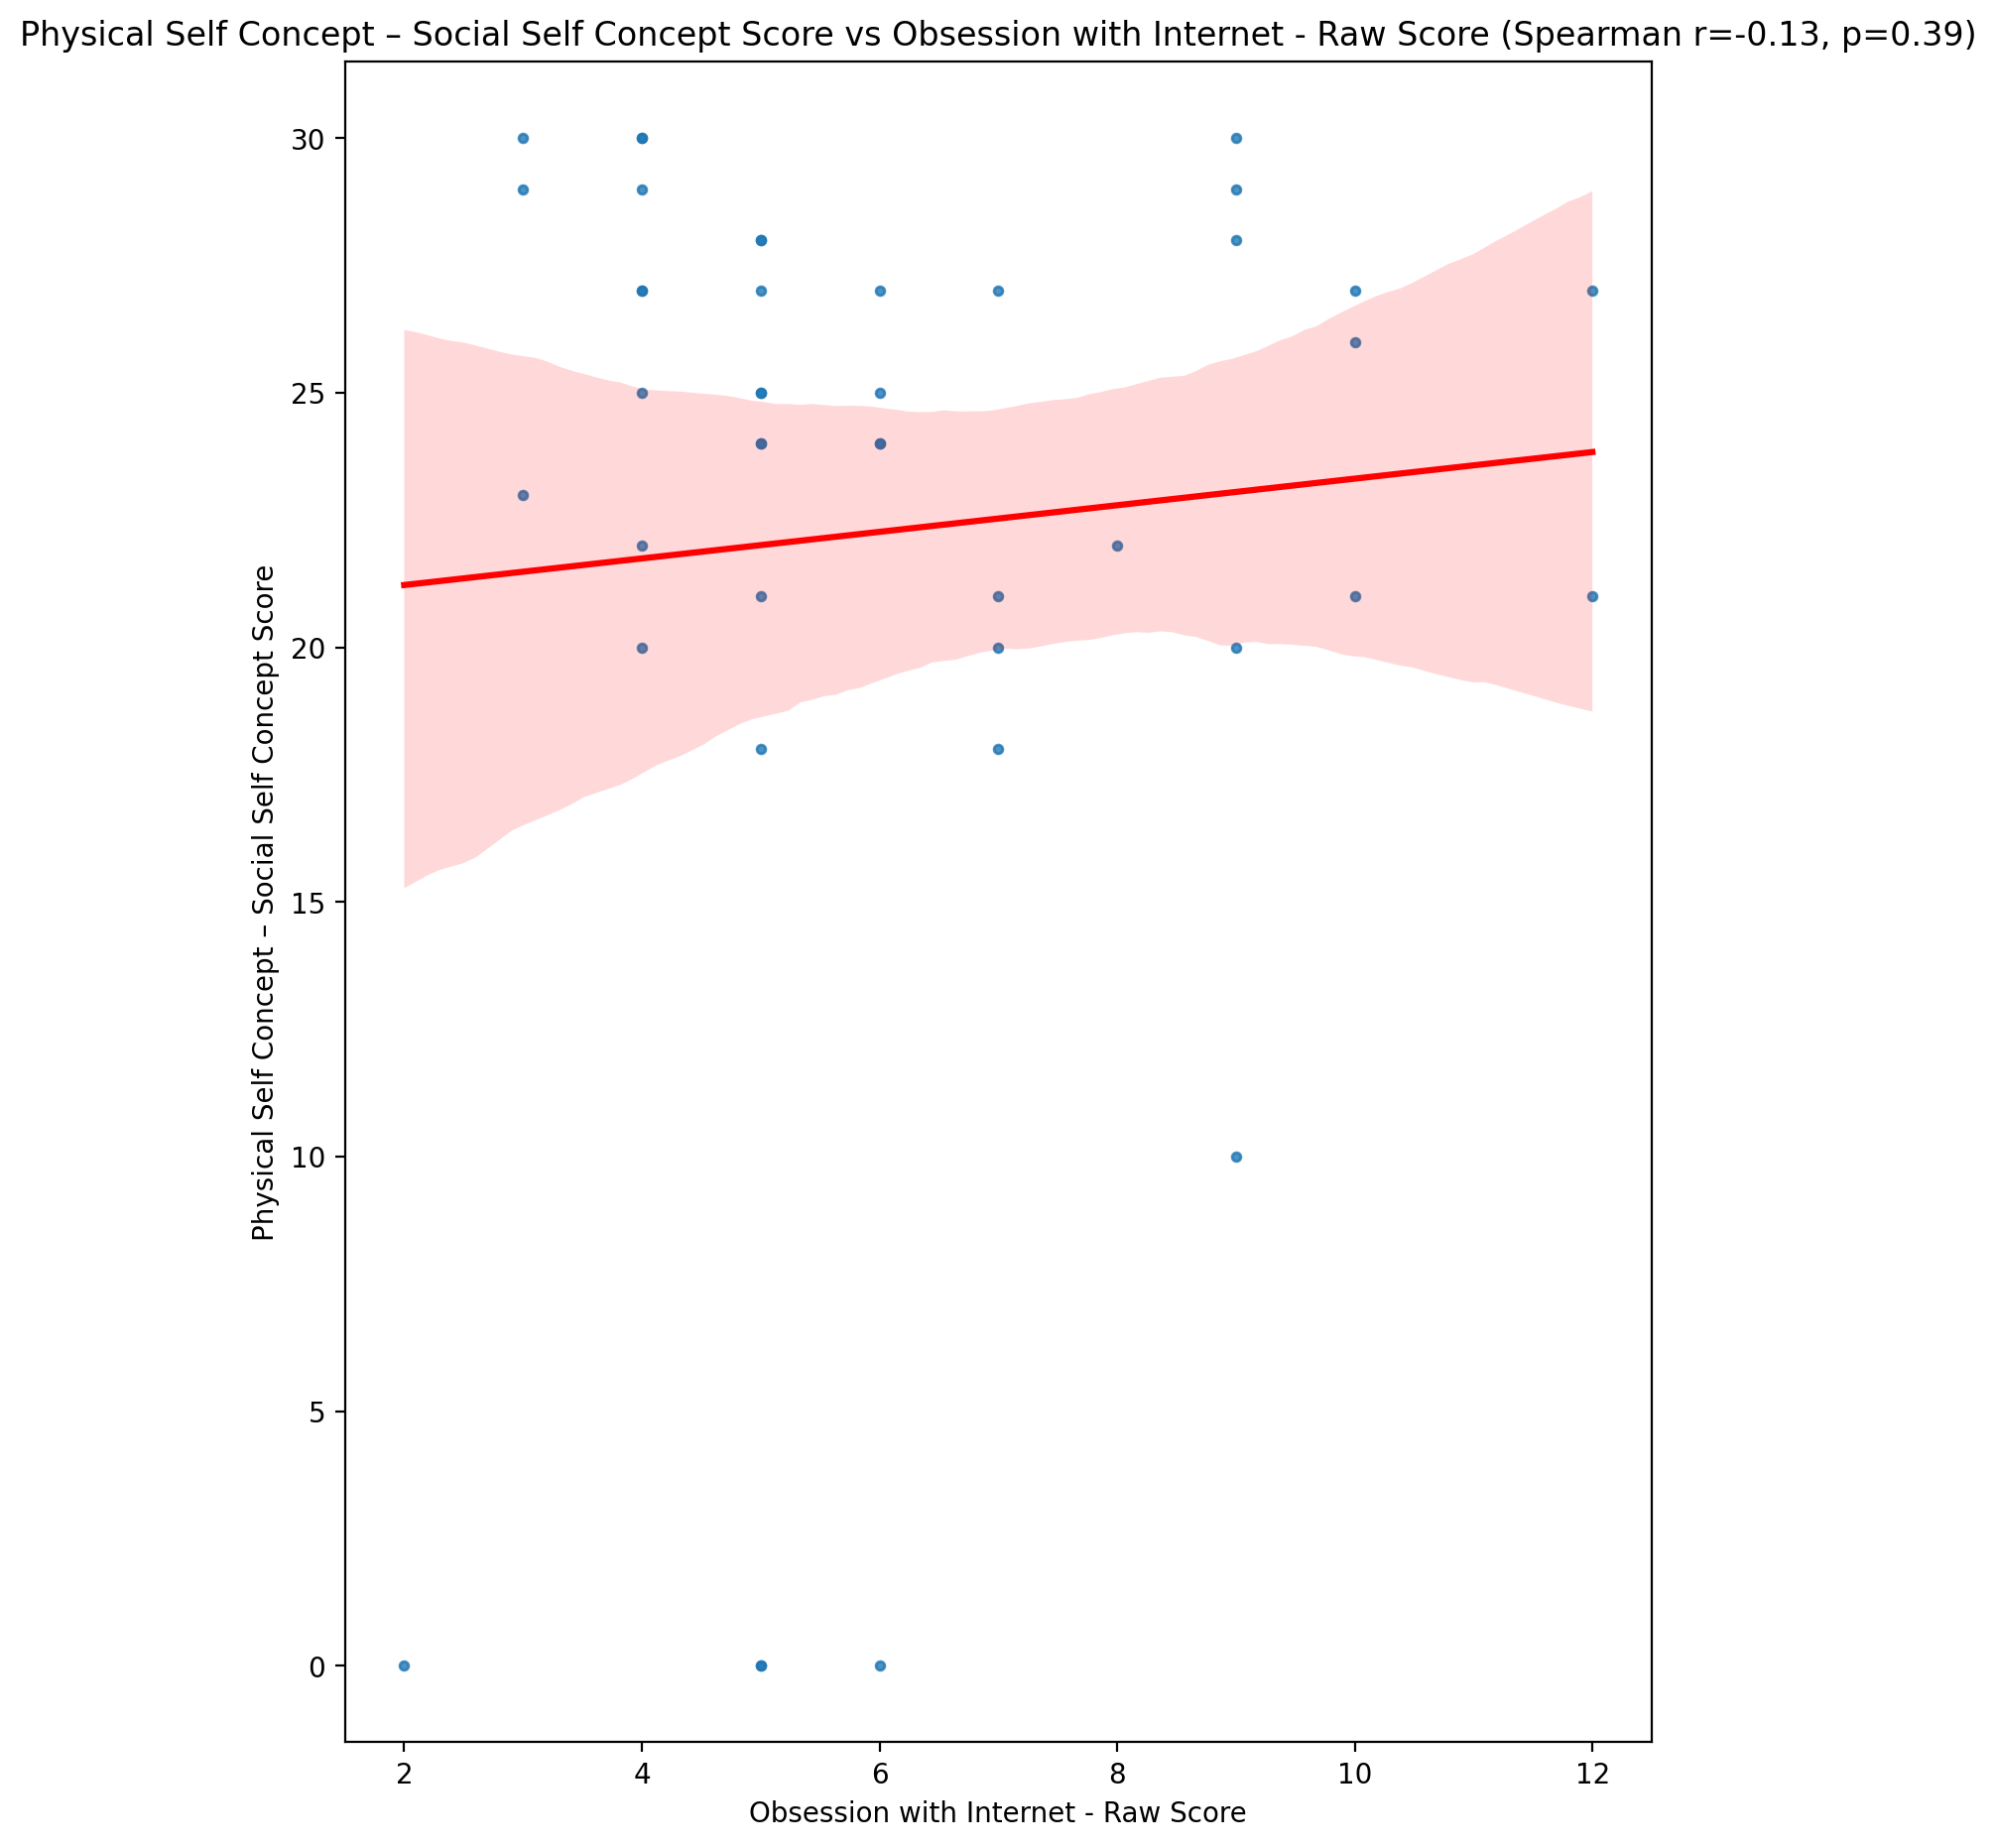 Physical Self Concept – Social Self Concept Score vs Obsession with Internet - Raw Score (Spearman r=-0.13, p=0.39)
Physical Self Concept – Social Self Concept Score
30
25
20
15
10
5
0
2 4 6 8 10 12
Obsession with Internet - Raw Score